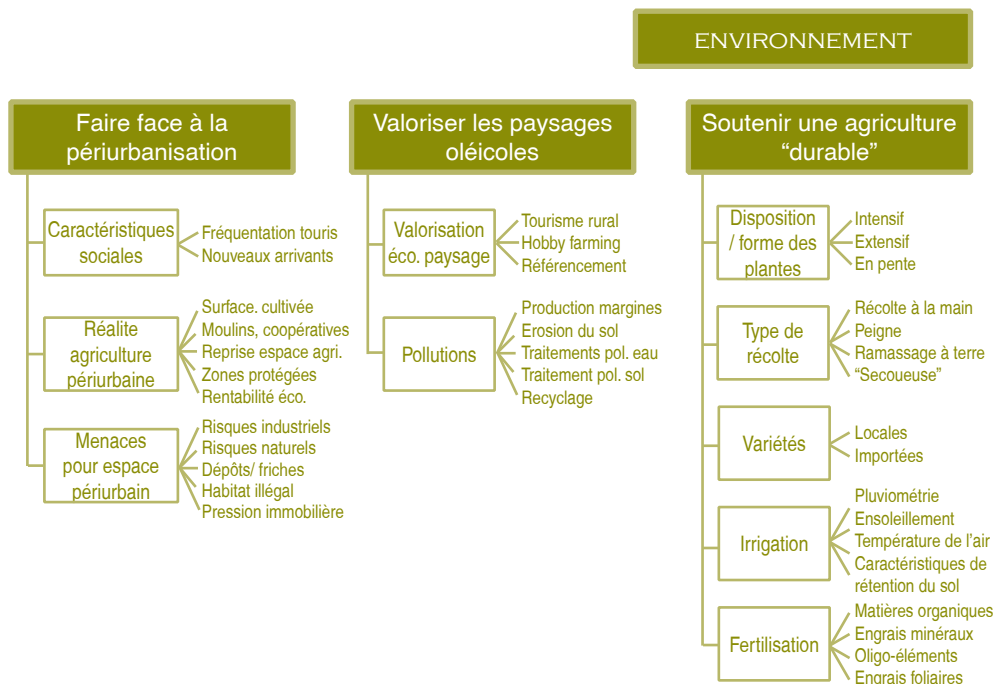 ENVIRONNEMENT
Faire face à la
périurbanisation
Caractéristiques
sociales
Fréquentation touris
Nouveaux arrivants
Réalite
agriculture
périurbaine
Surface. cultivée
Moulins, coopératives
Reprise espace agri.
Zones protégées
Rentabilité éco.
Menaces
pour espace
périurbain
Risques industriels
Risques naturels
Dépôts/ friches
Habitat illégal
Pression immobilière
Valoriser les paysages
oléicoles
Valorisation
éco. paysage
Tourisme rural
Hobby farming
Référencement
Pollutions
Production margines
Erosion du sol
Traitements pol. eau
Traitement pol. sol
Recyclage
Soutenir une agriculture
“durable”
Disposition
/ forme des
plantes
Intensif
Extensif
En pente
Type de
récolte
Récolte à la main
Peigne
Ramassage à terre
“Secoueuse”
Variétés
Locales
Importées
Irrigation
Pluviométrie
Ensoleillement
Température de l’air
Caractéristiques de
rétention du sol
Fertilisation
Matières organiques
Engrais minéraux
Oligo-éléments
Engrais foliaires